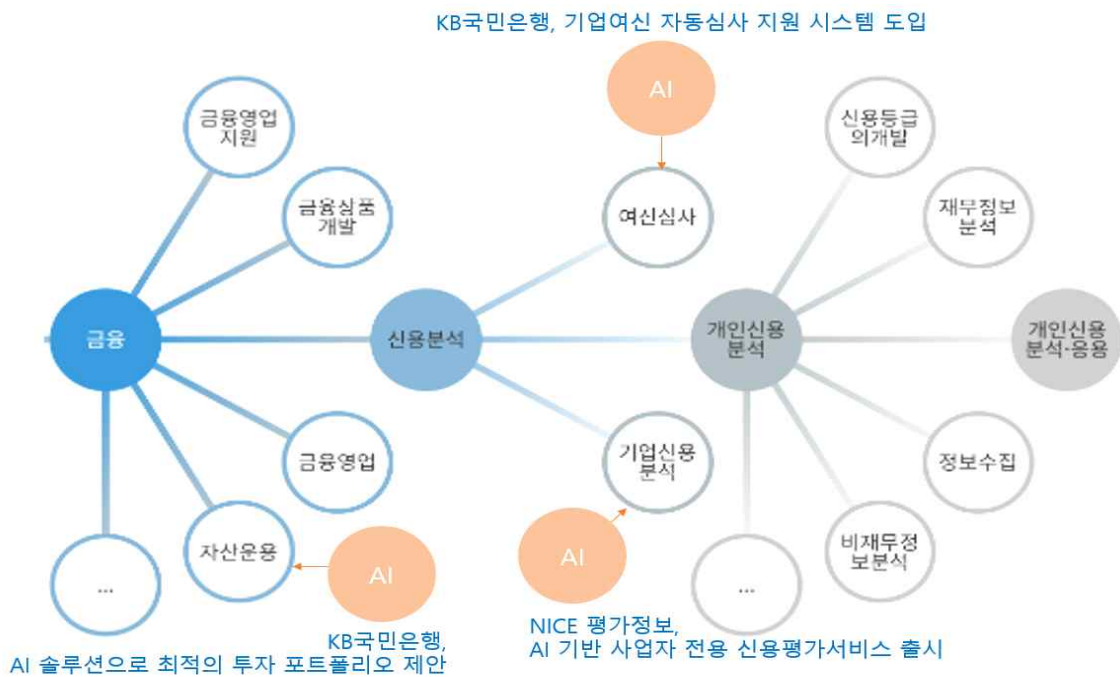 KB국민은행, 기업여신 자동심사 지원 시스템 도입
AI
금융영업
지원
신용등급
의개발
금융상품
개발
여신심사
재무정보
분석
금융
신용분석
개인신용
분석
개인신용
분석-응용
금융영업
기업신용
분석
정보수집
자산운용
AI
AI
비재무정
보분석
...
...
KB국민은행,
AI 솔루션으로 최적의 투자 포트폴리오 제안
NICE 평가정보,
AI 기반 사업자 전용 신용평가서비스 출시